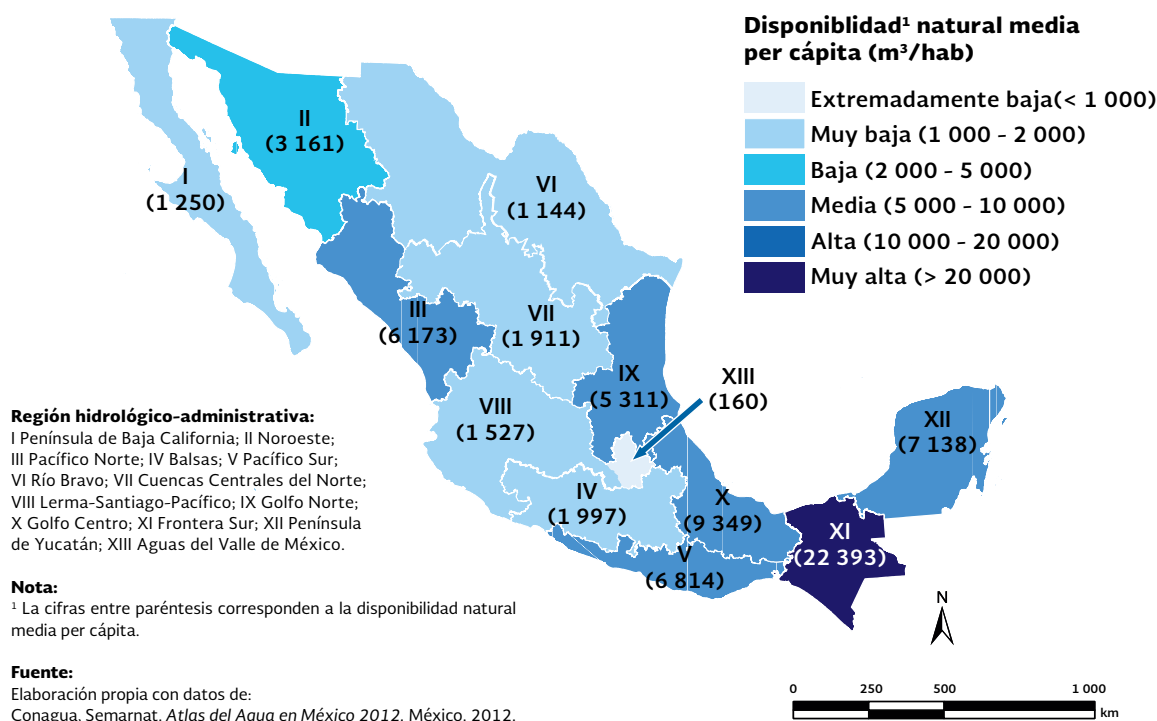 Disponiblidad¹ natural media
per cápita (m³/hab)
Extremadamente baja(< 1 000)
Muy baja (1 000 - 2 000)
Baja (2 000 - 5 000)
Media (5 000 - 10 000)
Alta (10 000 - 20 000)
Muy alta (> 20 000)
II
(3 161)
I
(1 250)
VI
(1 144)
III
(6 173)
VII
(1 911)
IX
(5 311)
XIII
(160)
VIII
(1 527)
XII
(7 138)
IV
(1 997)
X
(9 349)
XI
(22 393)
V
(6 814)
Región hidrológico-administrativa:
I Península de Baja California; II Noroeste;
III Pacífico Norte; IV Balsas; V Pacífico Sur;
VI Río Bravo; VII Cuencas Centrales del Norte;
VIII Lerma-Santiago-Pacífico; IX Golfo Norte;
X Golfo Centro; XI Frontera Sur; XII Península
de Yucatán; XIII Aguas del Valle de México.
Nota:
¹ La cifras entre paréntesis corresponden a la disponibilidad natural
media per cápita.
Fuente:
Elaboración propia con datos de:
Conagua, Semarnat. Atlas del Agua en México 2012. México. 2012.
N
0 250 500 1 000
km